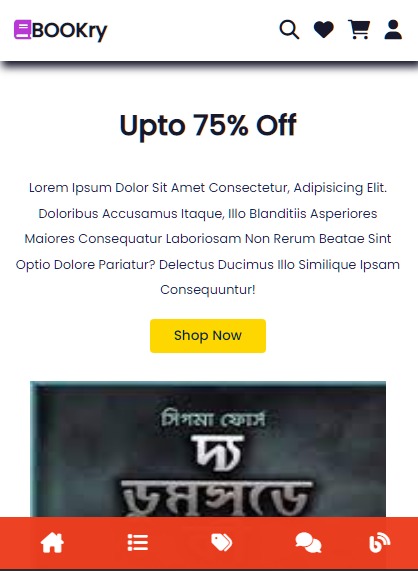 BOOKry
Upto 75% Off
Lorem Ipsum Dolor Sit Amet Consectetur, Adipisicing Elit.
Doloribus Accusamus Itaque, Illo Blanditiis Asperiores
Maiores Consequatur Laboriosam Non Rerum Beatae Sint
Optio Dolore Pariatur? Delectus Ducimus Illo Similique Ipsam
Consequuntur!
Shop Now
সিগমা ফোর্স
দ্য
ডুমসডে